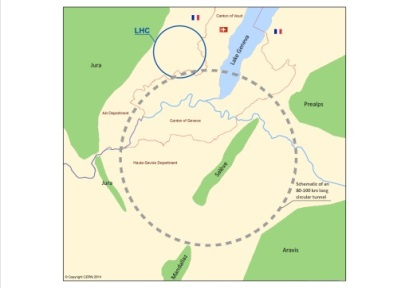 Canton of Vaud
LHC
Lake Geneva
Jura
Prealps
Ain Department
Canton of Geneva
Haute Savoie Department
Salève
Jura
Schematic of an
80-100 km long
circular tunnel
Aravis
Mandallaz
© Copyright CERN 2014